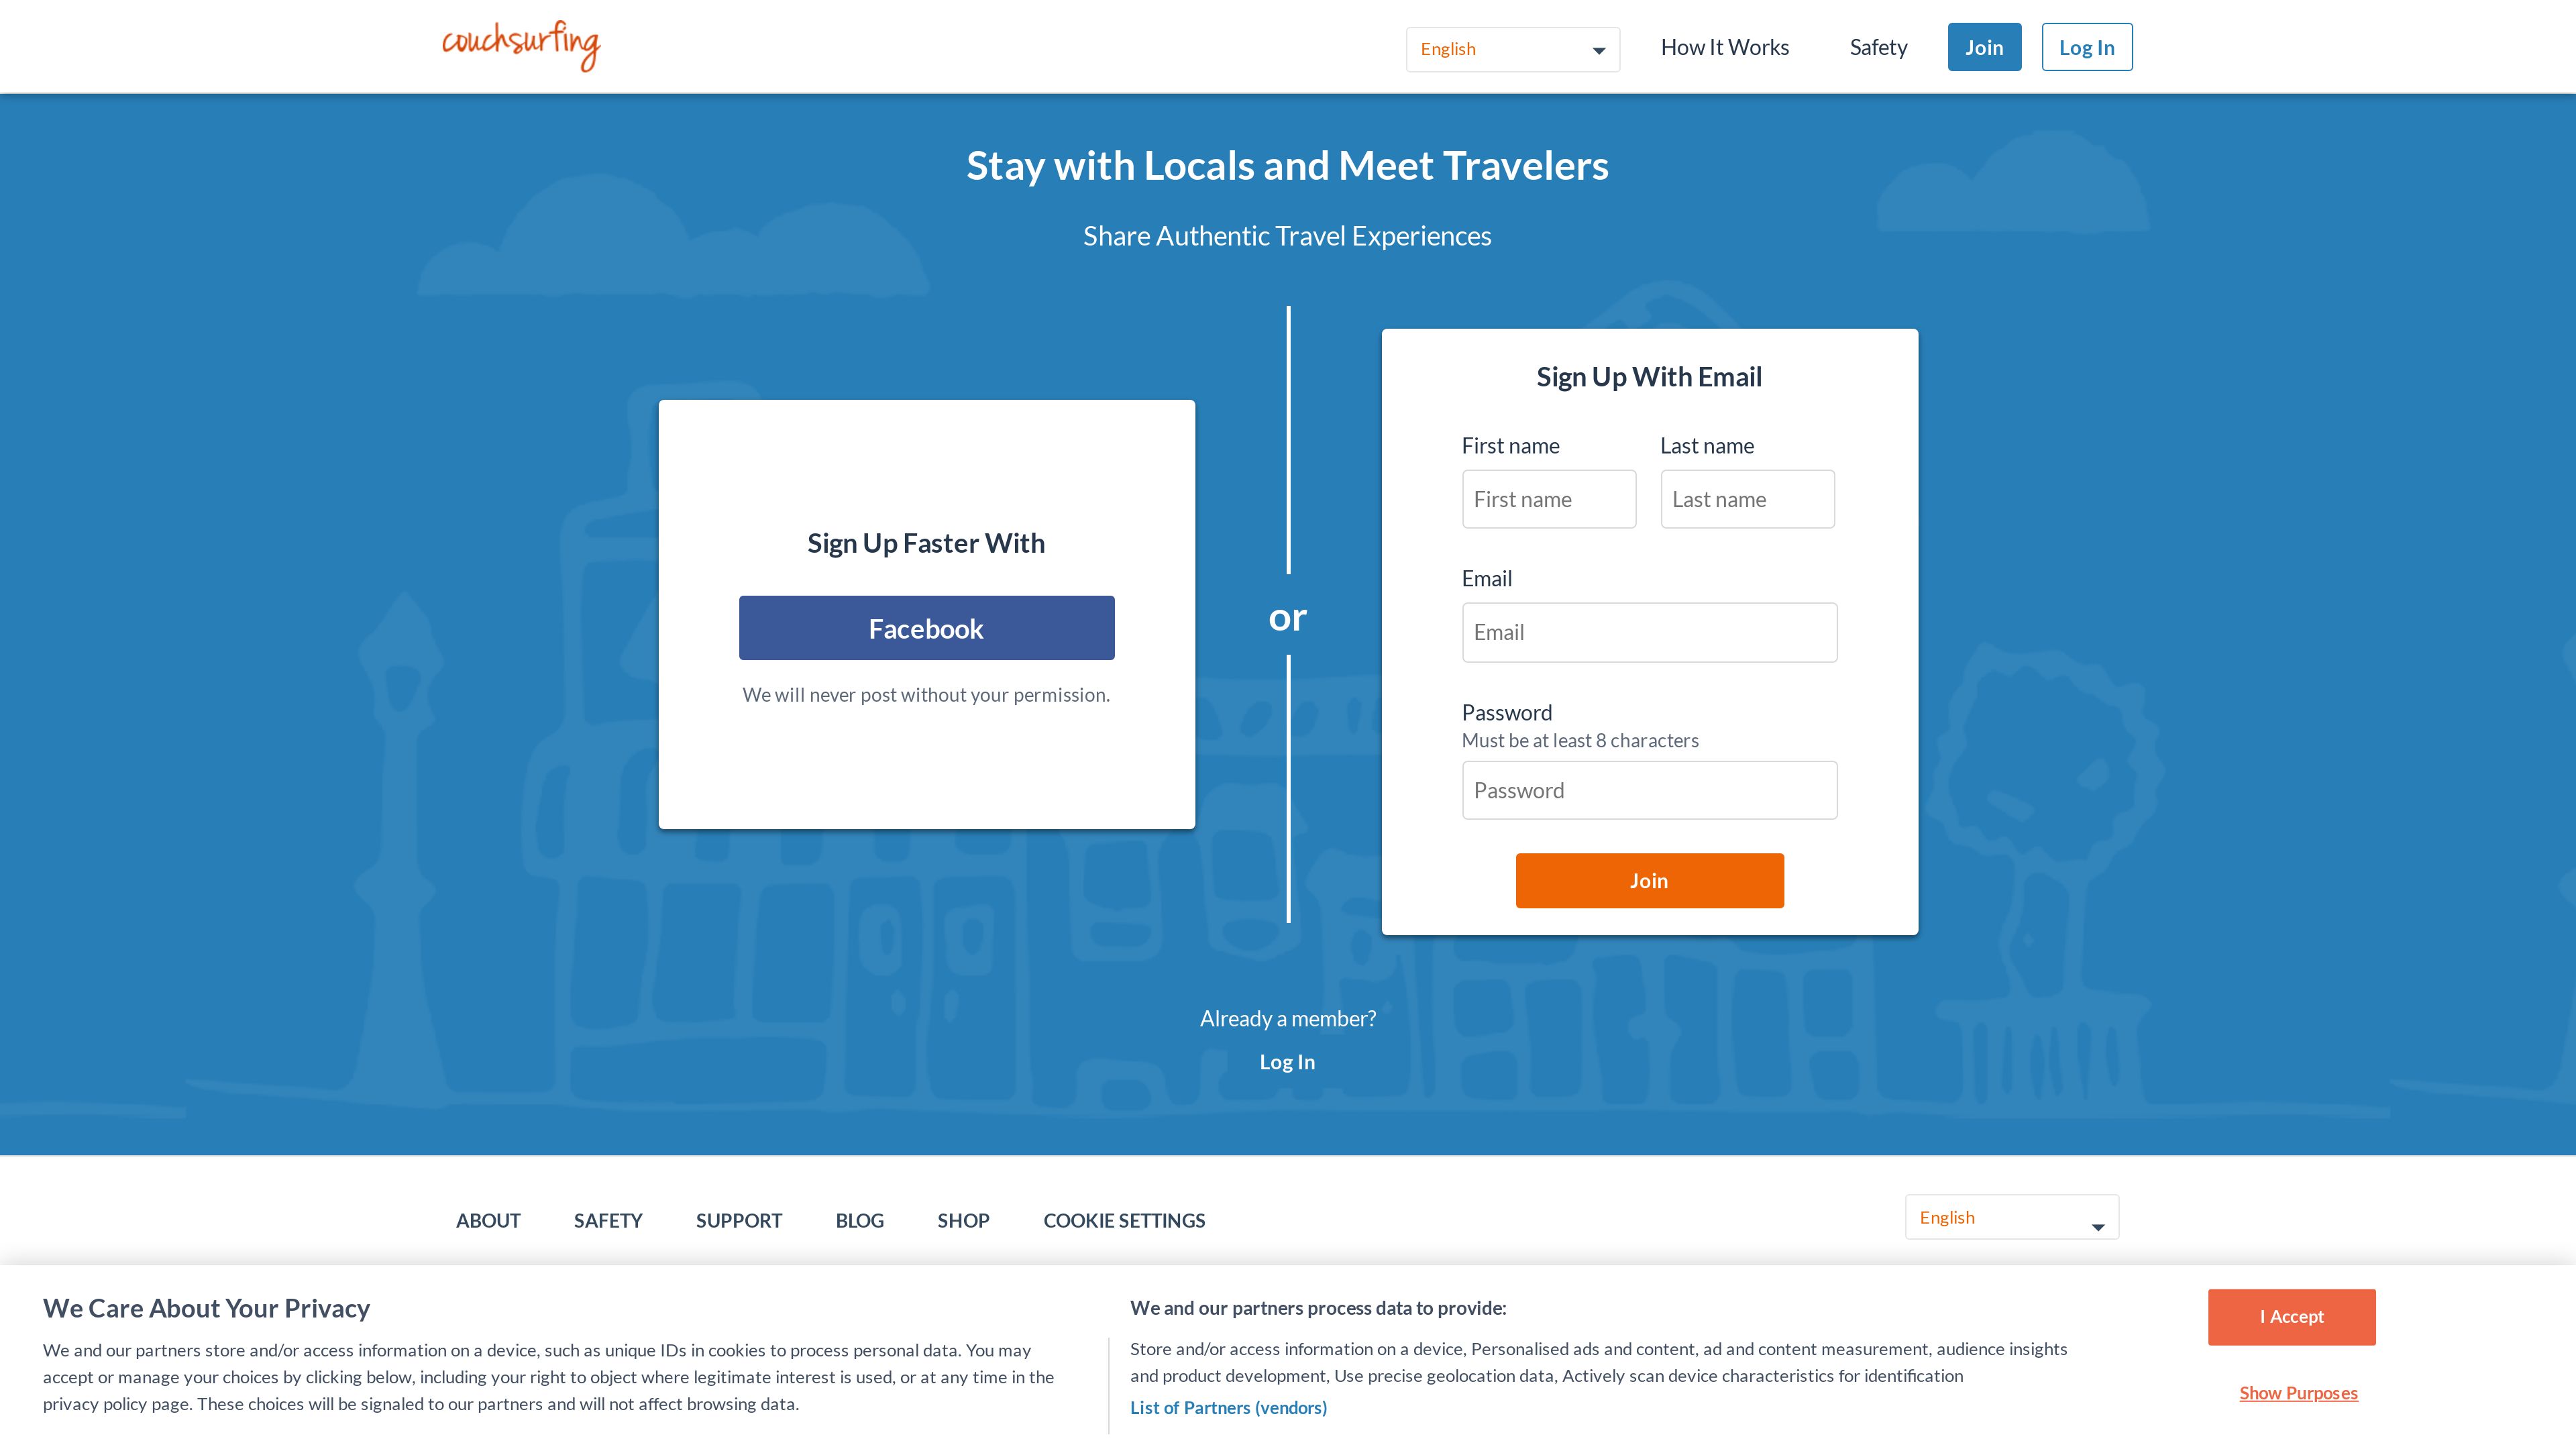 couchsurfing
English
How It Works
Safety
Join
Log In
Stay with Locals and Meet Travelers
Share Authentic Travel Experiences
Sign Up Faster With
Facebook
We will never post without your permission.
or
Sign Up With Email
First name
Last name
First name
Last name
Email
Email
Password
Must be at least 8 characters
Password
Join
Already a member?
Log In
ABOUT
SAFETY
SUPPORT
BLOG
SHOP
COOKIE SETTINGS
English
We Care About Your Privacy
We and our partners store and/or access information on a device, such as unique IDs in cookies to process personal data. You may
accept or manage your choices by clicking below, including your right to object where legitimate interest is used, or at any time in the
privacy policy page. These choices will be signaled to our partners and will not affect browsing data.
We and our partners process data to provide:
Store and/or access information on a device, Personalised ads and content, ad and content measurement, audience insights
and product development, Use precise geolocation data, Actively scan device characteristics for identification
List of Partners (vendors)
I Accept
Show Purposes